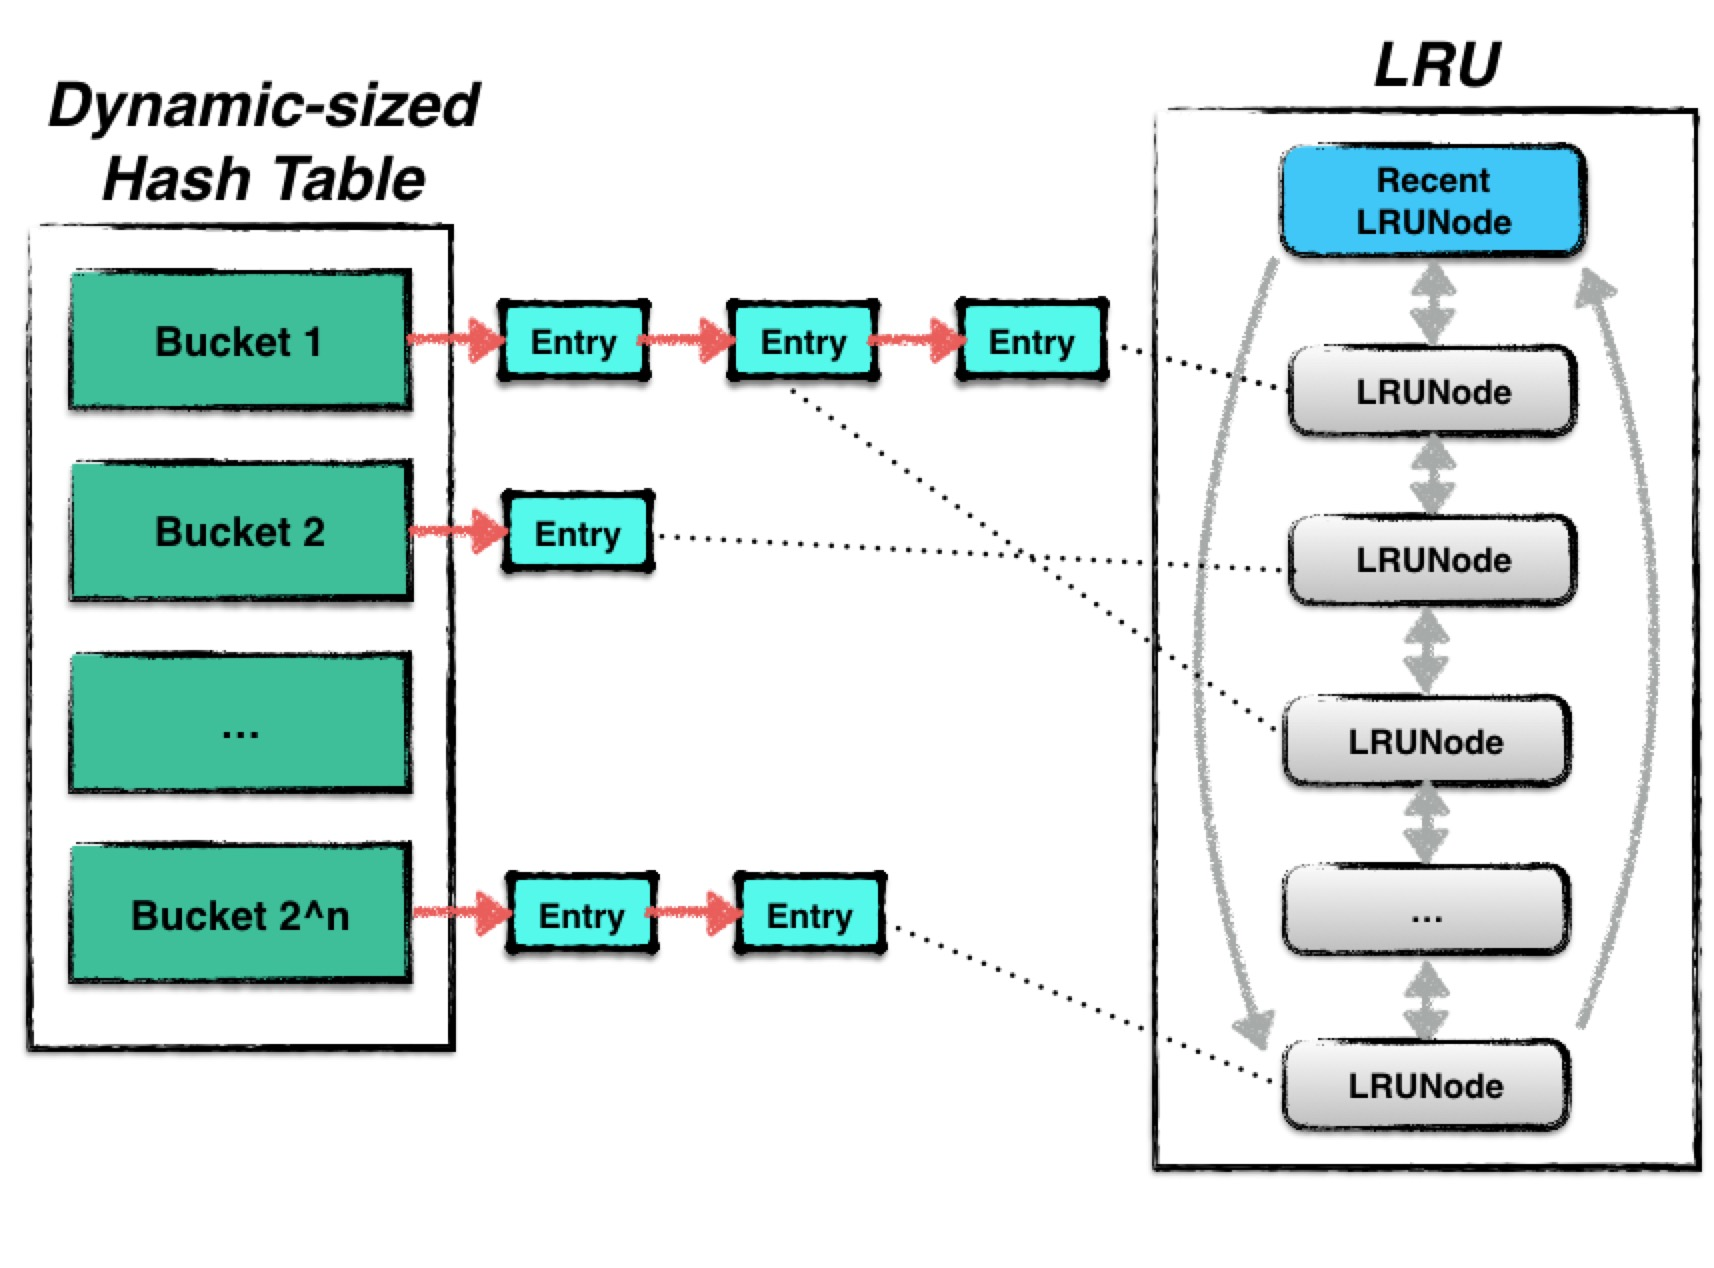 Dynamic-sized
Hash Table
LRU
Recent
LRUNode
Bucket 1
Entry
Entry
Entry
LRUNode
Bucket 2
Entry
LRUNode
...
LRUNode
Bucket 2^n
Entry
Entry
...
LRUNode